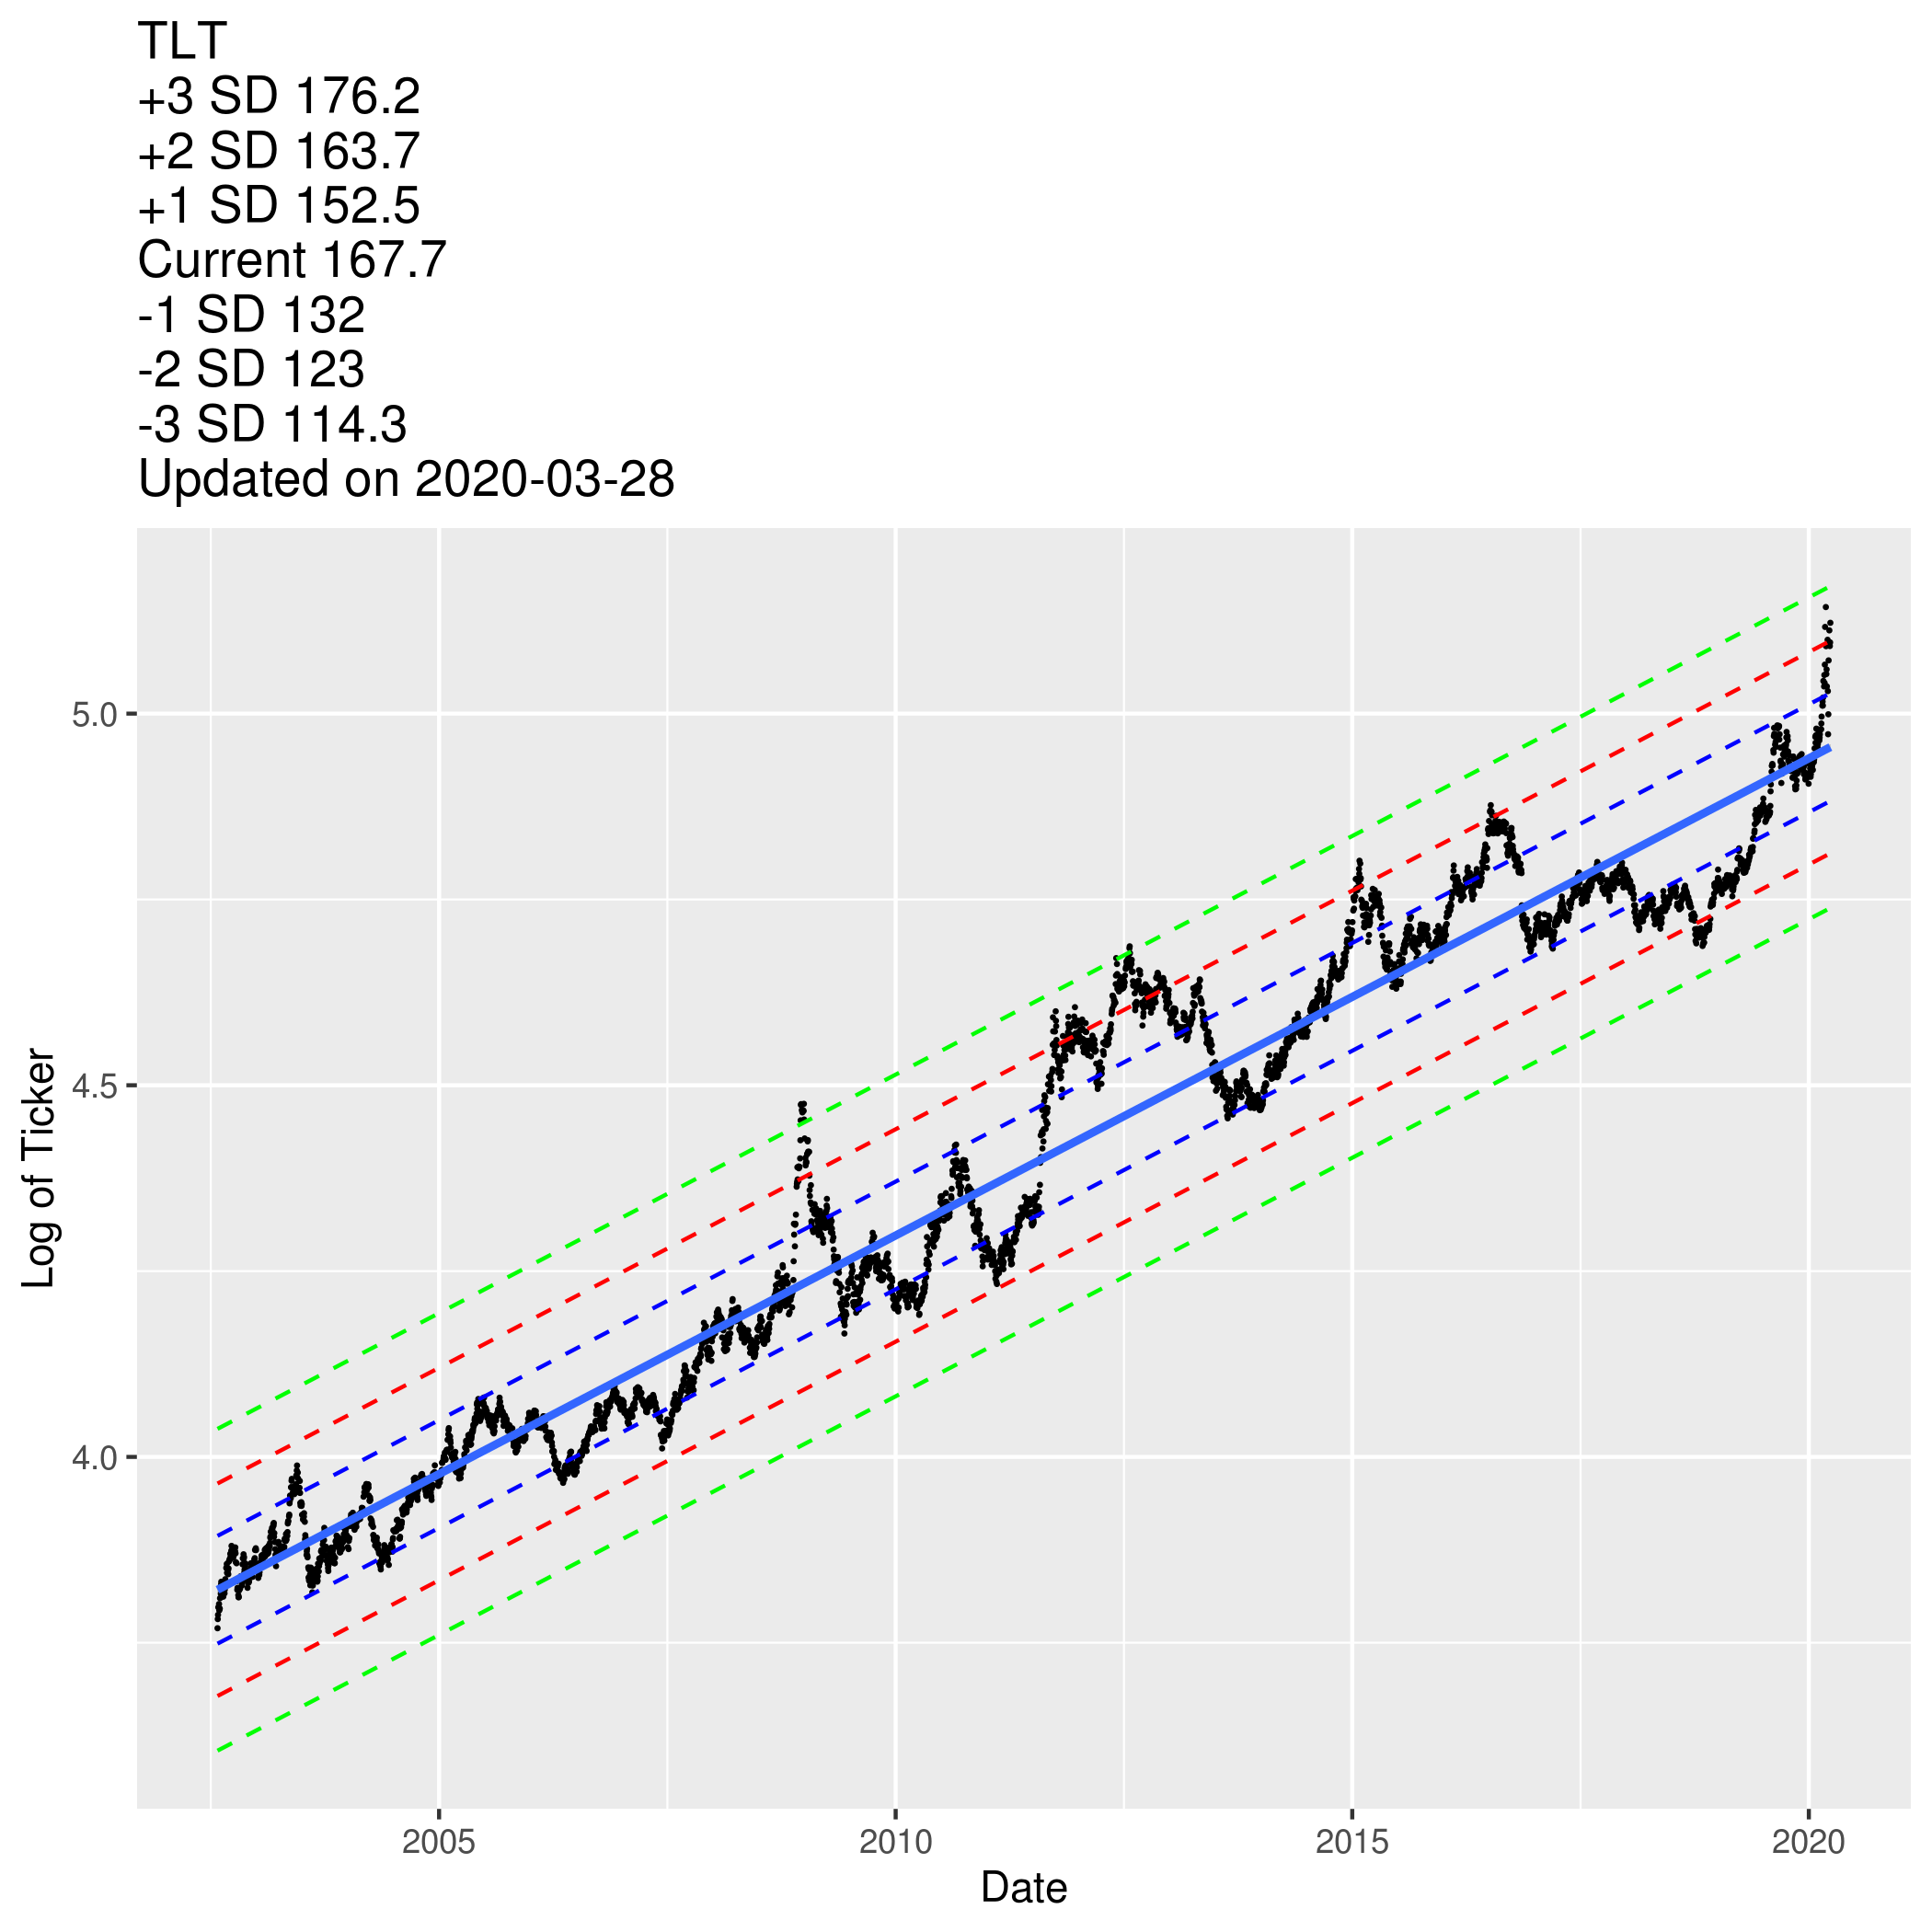 TLT
+3 SD 176.2
+2 SD 163.7
+1 SD 152.5
Current 167.7
-1 SD 132
-2 SD 123
-3 SD 114.3
Updated on 2020-03-28
5.0
4.5
4.0
Log of Ticker
2005
2010
2015
2020
Date